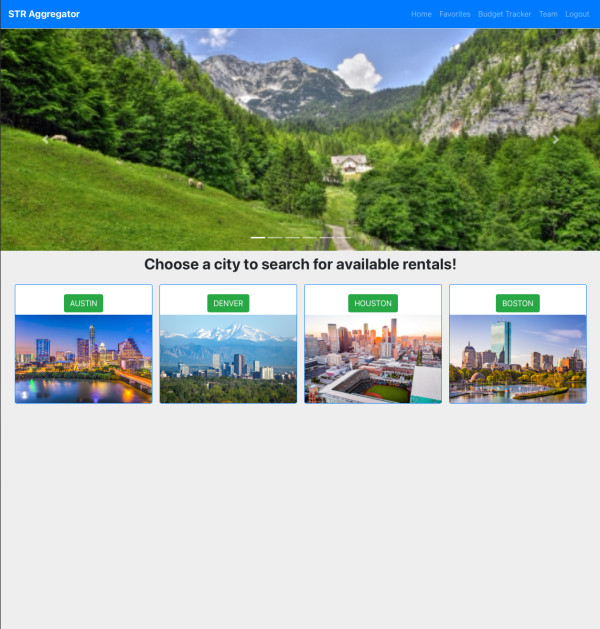 STR Aggregator
Home Favorites Budget Tracker Team Logout
Choose a city to search for available rentals!
AUSTIN DENVER HOUSTON BOSTON